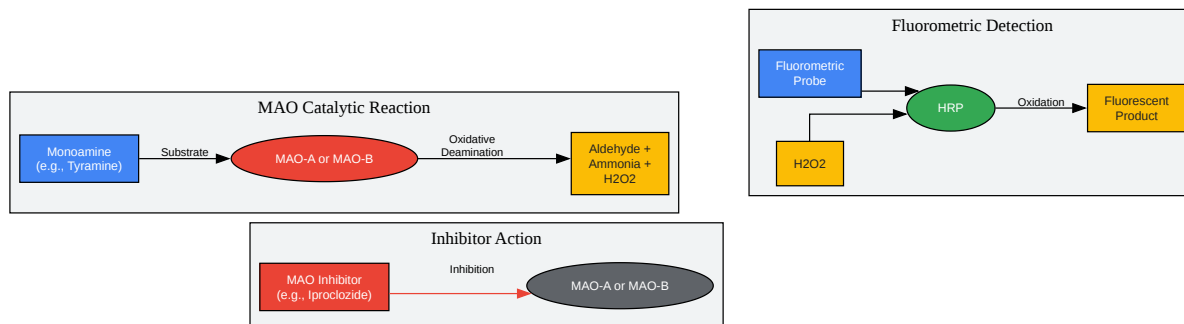 MAO Catalytic Reaction
Monoamine
(e.g., Tyramine)
Substrate
MAO-A or MAO-B
Oxidative
Deamination
Aldehyde +
Ammonia +
H2O2
Inhibitor Action
MAO Inhibitor
(e.g., Iproclozide)
Inhibition
MAO-A or MAO-B
Fluorometric Detection
Fluorometric
Probe
H2O2
HRP
Oxidation
Fluorescent
Product